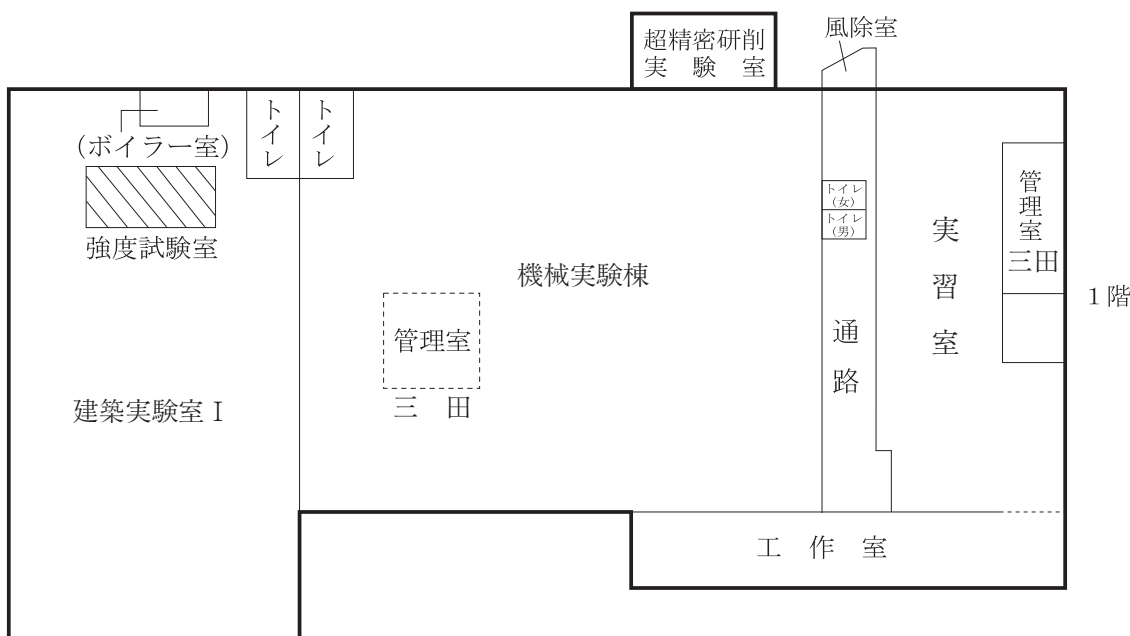 超精密研削
実験室
風除室
トイレ
トイレ
(ボイラー室)
強度試験室
トイレ
(女)
トイレ
(男)
管理室
三田
実習室
機械実験棟
1階
管理室
三田
通路
建築実験室Ⅰ
工作室